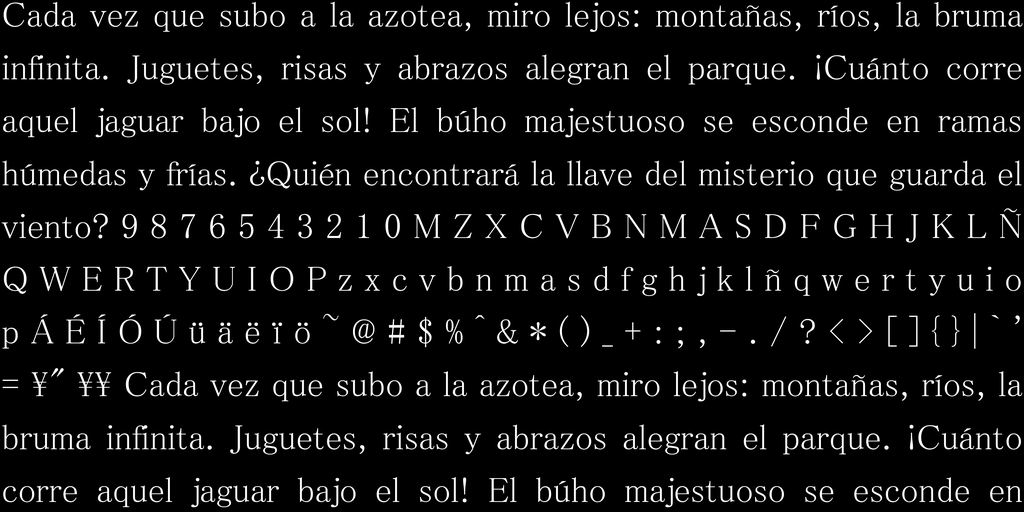 Cada vez que subo a la azotea, miro lejos: montañas, ríos, la bruma
infinita. Juguetes, risas y abrazos alegran el parque. ¡Cuánto corre
aquel jaguar bajo el sol! El búho majestuoso se esconde en ramas
húmedas y frías. ¿Quién encontrará la llave del misterio que guarda el
viento? 9 8 7 6 5 4 3 2 1 0 M Z X C V B N M A S D F G H J K L Ñ
Q W E R T Y U I O P z x c v b n m a s d f g h j k l ñ q w e r t y u i o
p Á É Í Ó Ú ü ä ë ï ö ~ @ # $ % ^ & * ( ) _ + : ; , - . / ? < > [ ] { } | ` '
= ¥" ¥¥ Cada vez que subo a la azotea, miro lejos: montañas, ríos, la
bruma infinita. Juguetes, risas y abrazos alegran el parque. ¡Cuánto
corre aquel jaguar bajo el sol! El búho majestuoso se esconde en